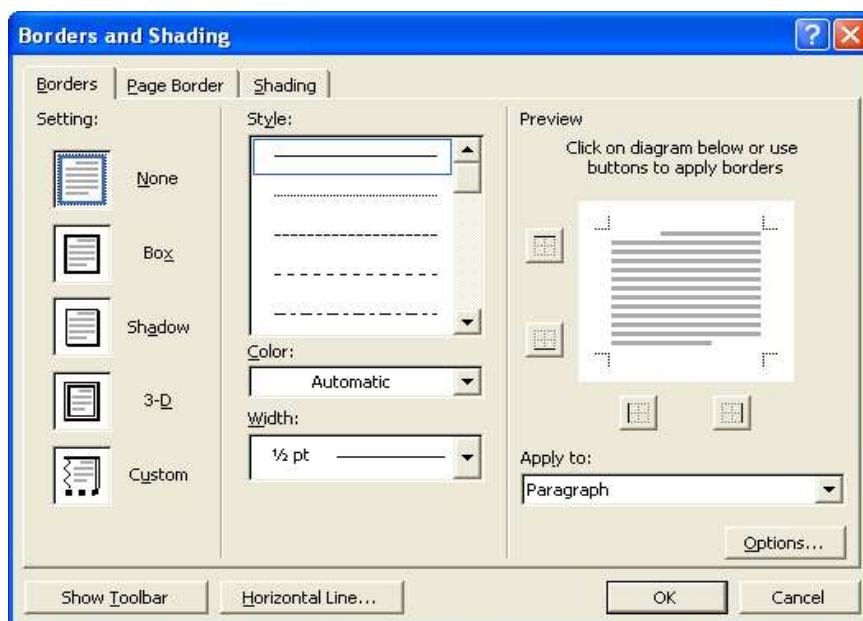 Borders and Shading
Borders
Page Border
Shading
Setting:
None
Box
Shadow
3-D
Custom
Style:
Color:
Automatic
Width:
½ pt
Preview
Click on diagram below or use
buttons to apply borders
Apply to:
Paragraph
Options...
Show Toolbar
Horizontal Line...
OK
Cancel